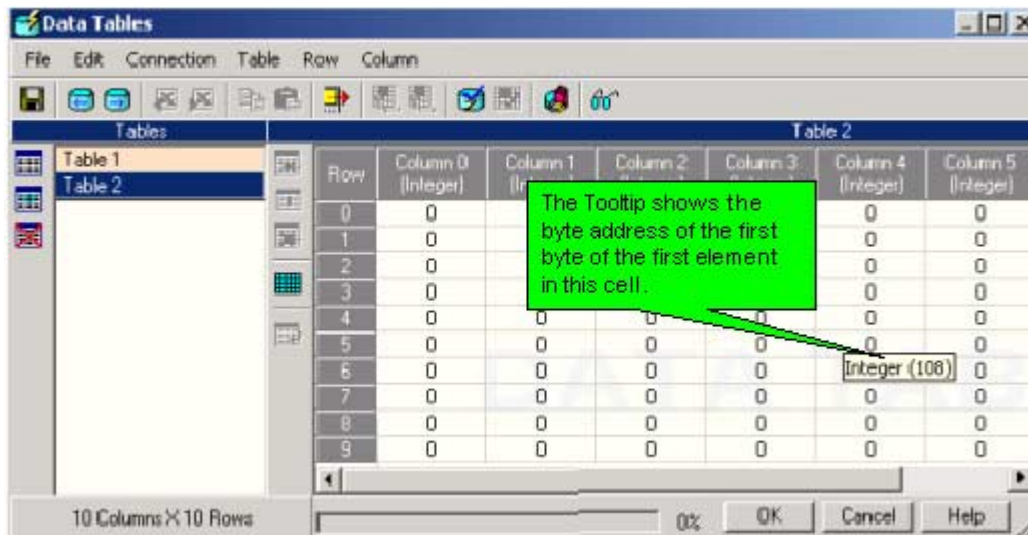 Data Tables
File Edit Connection Table Row Column
Tables
Table 2
Table 1
Table 2
Row
Column 0 (Integer)
Column 1
Column 2
Column 3
Column 4 (Integer)
Column 5 (Integer)
The Tooltip shows the
byte address of the first
byte of the first element
in this cell.
0 0 0 0
1 0 0 0
2 0 0 0
3 0 0 0
4 0 0 0 0 0 0
5 0 0 0 0 0 0
6 0 0 0 0 0
Integer (108)
7 0 0 0 0 0 0
8 0 0 0 0 0 0
9 0 0 0 0 0 0
DATA TAB
10 Columns X 10 Rows
0%
OK
Cancel
Help